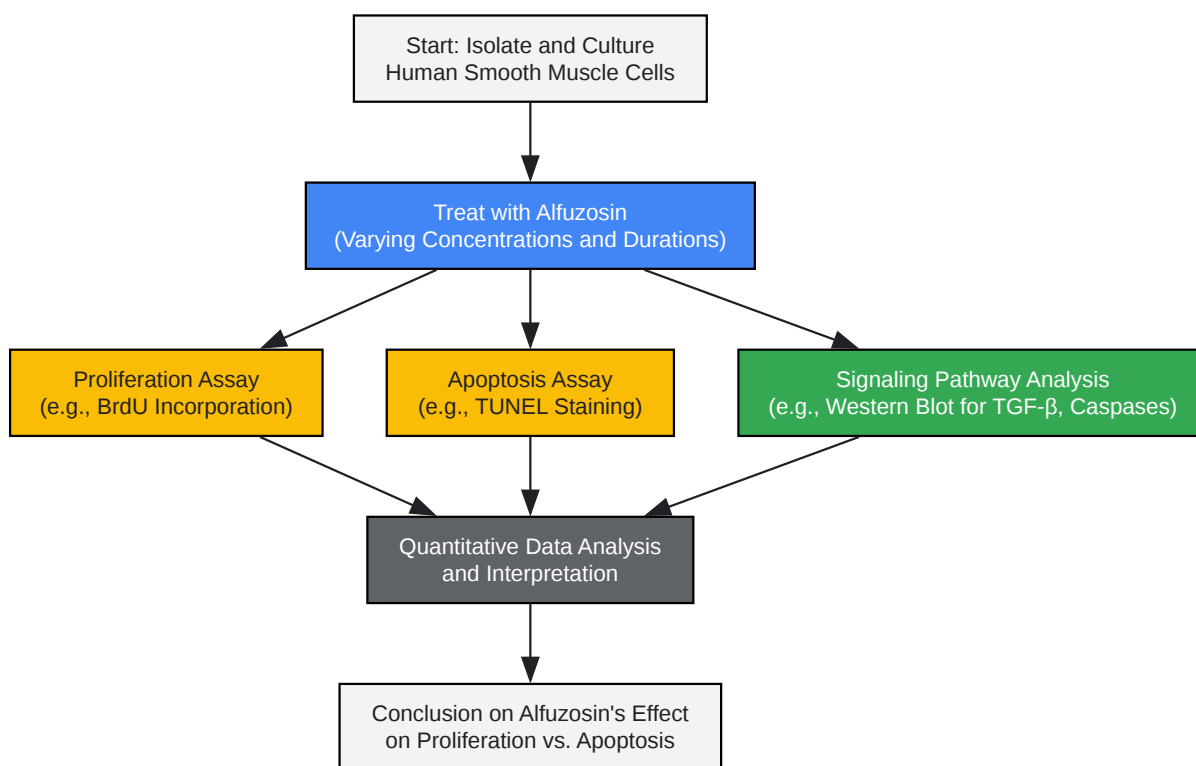 Start: Isolate and Culture
Human Smooth Muscle Cells
Treat with Alfuzosin
(Varying Concentrations and Durations)
Proliferation Assay
(e.g., BrdU Incorporation)
Apoptosis Assay
(e.g., TUNEL Staining)
Signaling Pathway Analysis
(e.g., Western Blot for TGF-β, Caspases)
Quantitative Data Analysis
and Interpretation
Conclusion on Alfuzosin's Effect
on Proliferation vs. Apoptosis